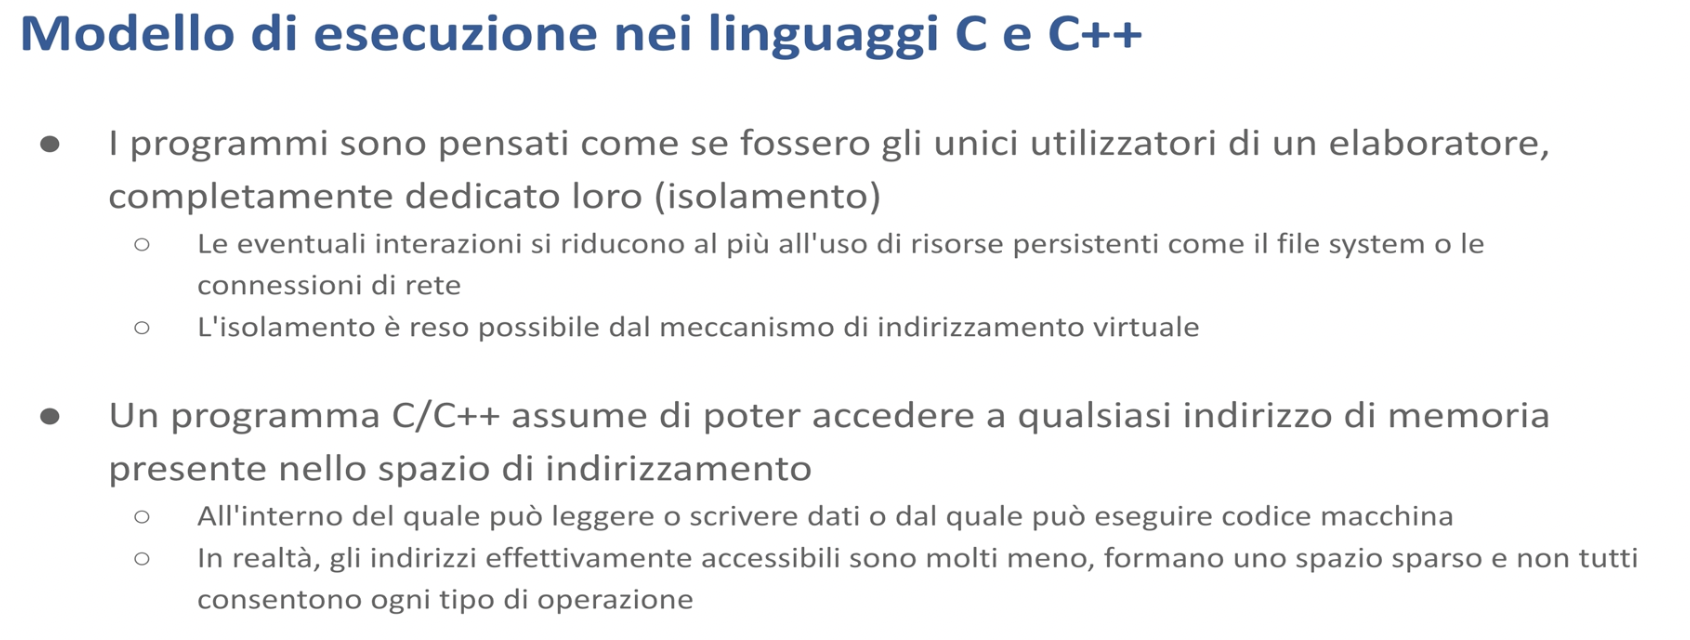 Modello di esecuzione nei linguaggi C e C++
● I programmi sono pensati come se fossero gli unici utilizzatori di un elaboratore,
completamente dedicato loro (isolamento)
○ Le eventuali interazioni si riducono al più all'uso di risorse persistenti come il file system o le
connessioni di rete
○ L'isolamento è reso possibile dal meccanismo di indirizzamento virtuale
● Un programma C/C++ assume di poter accedere a qualsiasi indirizzo di memoria
presente nello spazio di indirizzamento
○ All'interno del quale può leggere o scrivere dati o dal quale può eseguire codice macchina
○ In realtà, gli indirizzi effettivamente accessibili sono molti meno, formano uno spazio sparso e non tutti
consentono ogni tipo di operazione